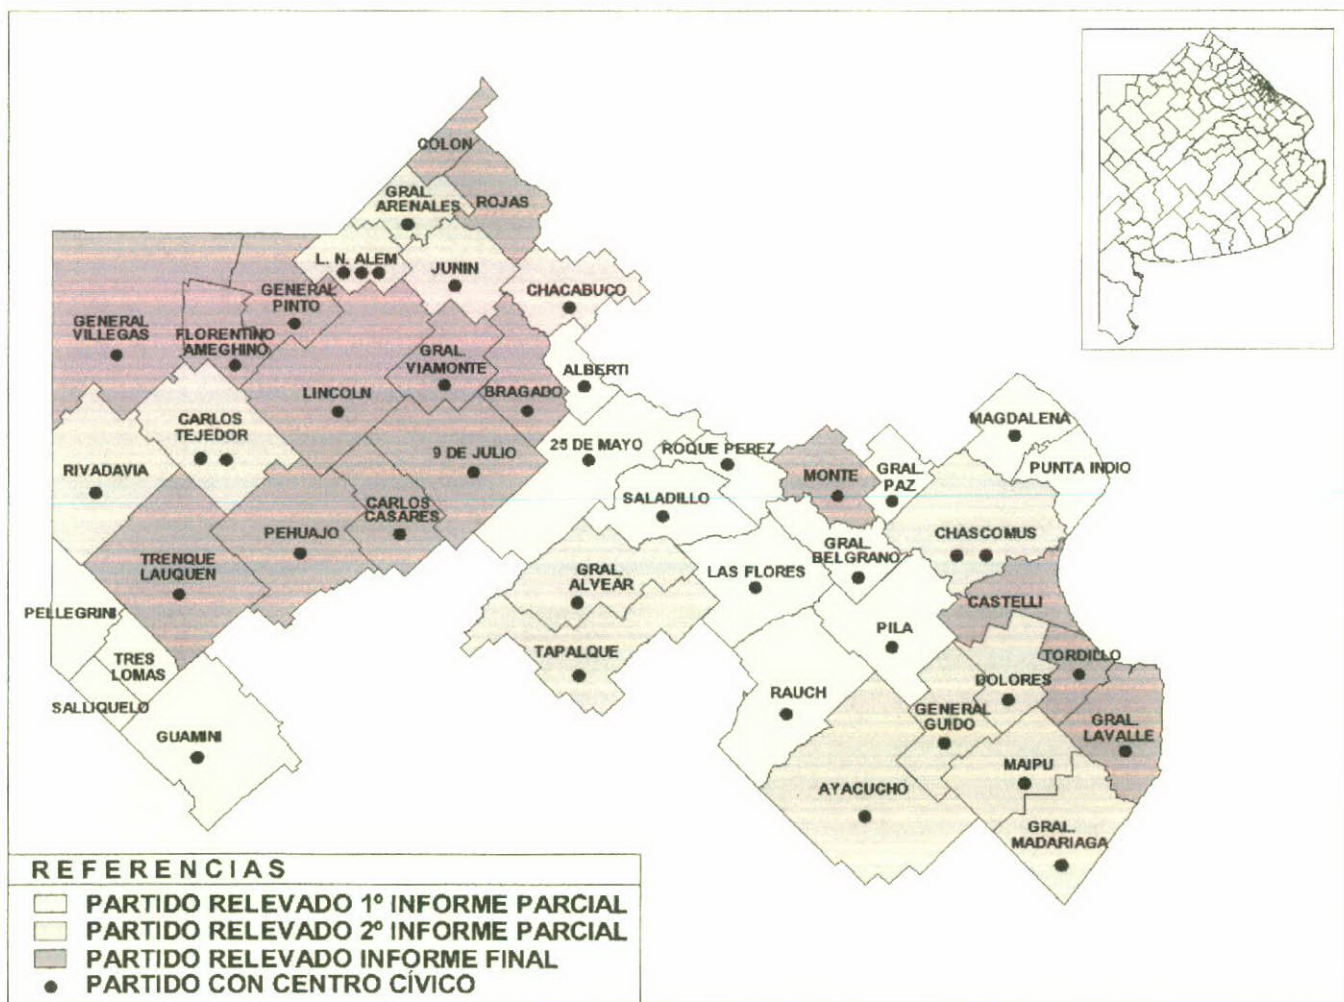 COLON
GRAL.
ARENALES
ROJAS
L. N. ALEM
JUNIN
CHACABUCO
GENERAL
PINTO
GENERAL
VILLEGAS
FLORENTINO
AMEGHINO
GRAL.
VIAMONTE
ALBERTI
LINCOLN
BRAGADO
CARLOS
TEJEDOR
RIVADAVIA
9 DE JULIO
25 DE MAYO
ROQUE PEREZ
MAGDALENA
PUNTA INDIO
MONTE
GRAL.
PAZ
SALADILLO
CARLOS
CASARES
PEHUAJO
CHASCOMUS
TRENQUE
LAUQUEN
GRAL.
ALVEAR
LAS FLORES
GRAL.
BELGRANO
CASTELLI
PELLEGRINI
PILA
TRES
LOMAS
TAPALQUE
TORDILLO
DOLORES
SALLIQUELO
RAUCH
GENERAL
GUIDO
GRAL.
LAVALLE
GUAMINI
MAIPU
AYACUCHO
GRAL.
MADARIAGA
REFERENCIAS
PARTIDO RELEVADO 1º INFORME PARCIAL
PARTIDO RELEVADO 2º INFORME PARCIAL
PARTIDO RELEVADO INFORME FINAL
PARTIDO CON CENTRO CÍVICO